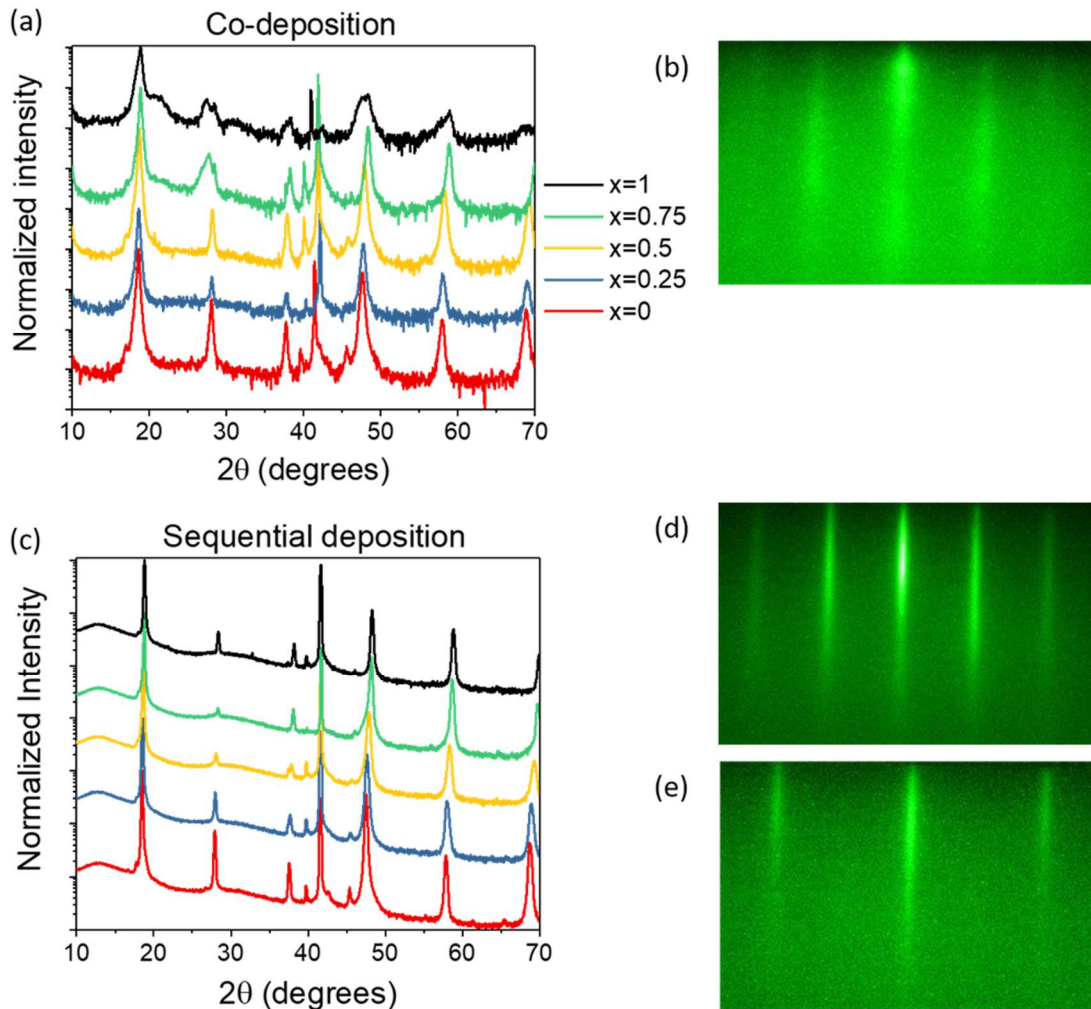 (a)
Co-deposition
Normalized intensity
10 20 30 40 50 60 70
2θ (degrees)
x=1
x=0.75
x=0.5
x=0.25
x=0
(b)
(c)
Sequential deposition
Normalized Intensity
10 20 30 40 50 60 70
2θ (degrees)
(d)
(e)